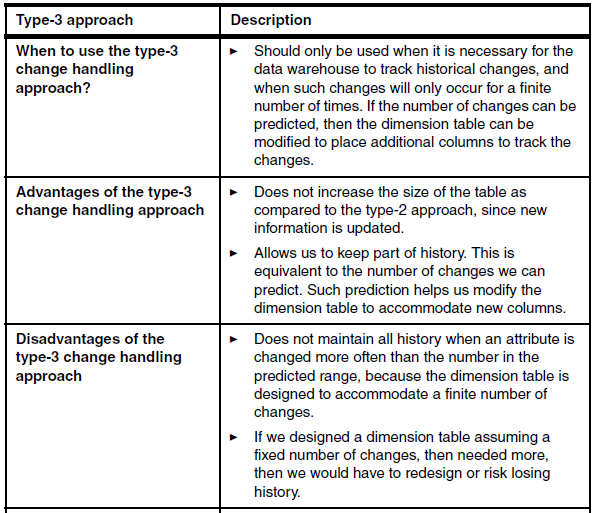 Type-3 approach
Description
When to use the type-3
change handling
approach?
► Should only be used when it is necessary for the
data warehouse to track historical changes, and
when such changes will only occur for a finite
number of times. If the number of changes can be
predicted, then the dimension table can be
modified to place additional columns to track the
changes.
Advantages of the type-3
change handling approach
► Does not increase the size of the table as
compared to the type-2 approach, since new
information is updated.
► Allows us to keep part of history. This is
equivalent to the number of changes we can
predict. Such prediction helps us modify the
dimension table to accommodate new columns.
Disadvantages of the
type-3 change handling
approach
► Does not maintain all history when an attribute is
changed more often than the number in the
predicted range, because the dimension table is
designed to accommodate a finite number of
changes.
► If we designed a dimension table assuming a
fixed number of changes, then needed more,
then we would have to redesign or risk losing
history.